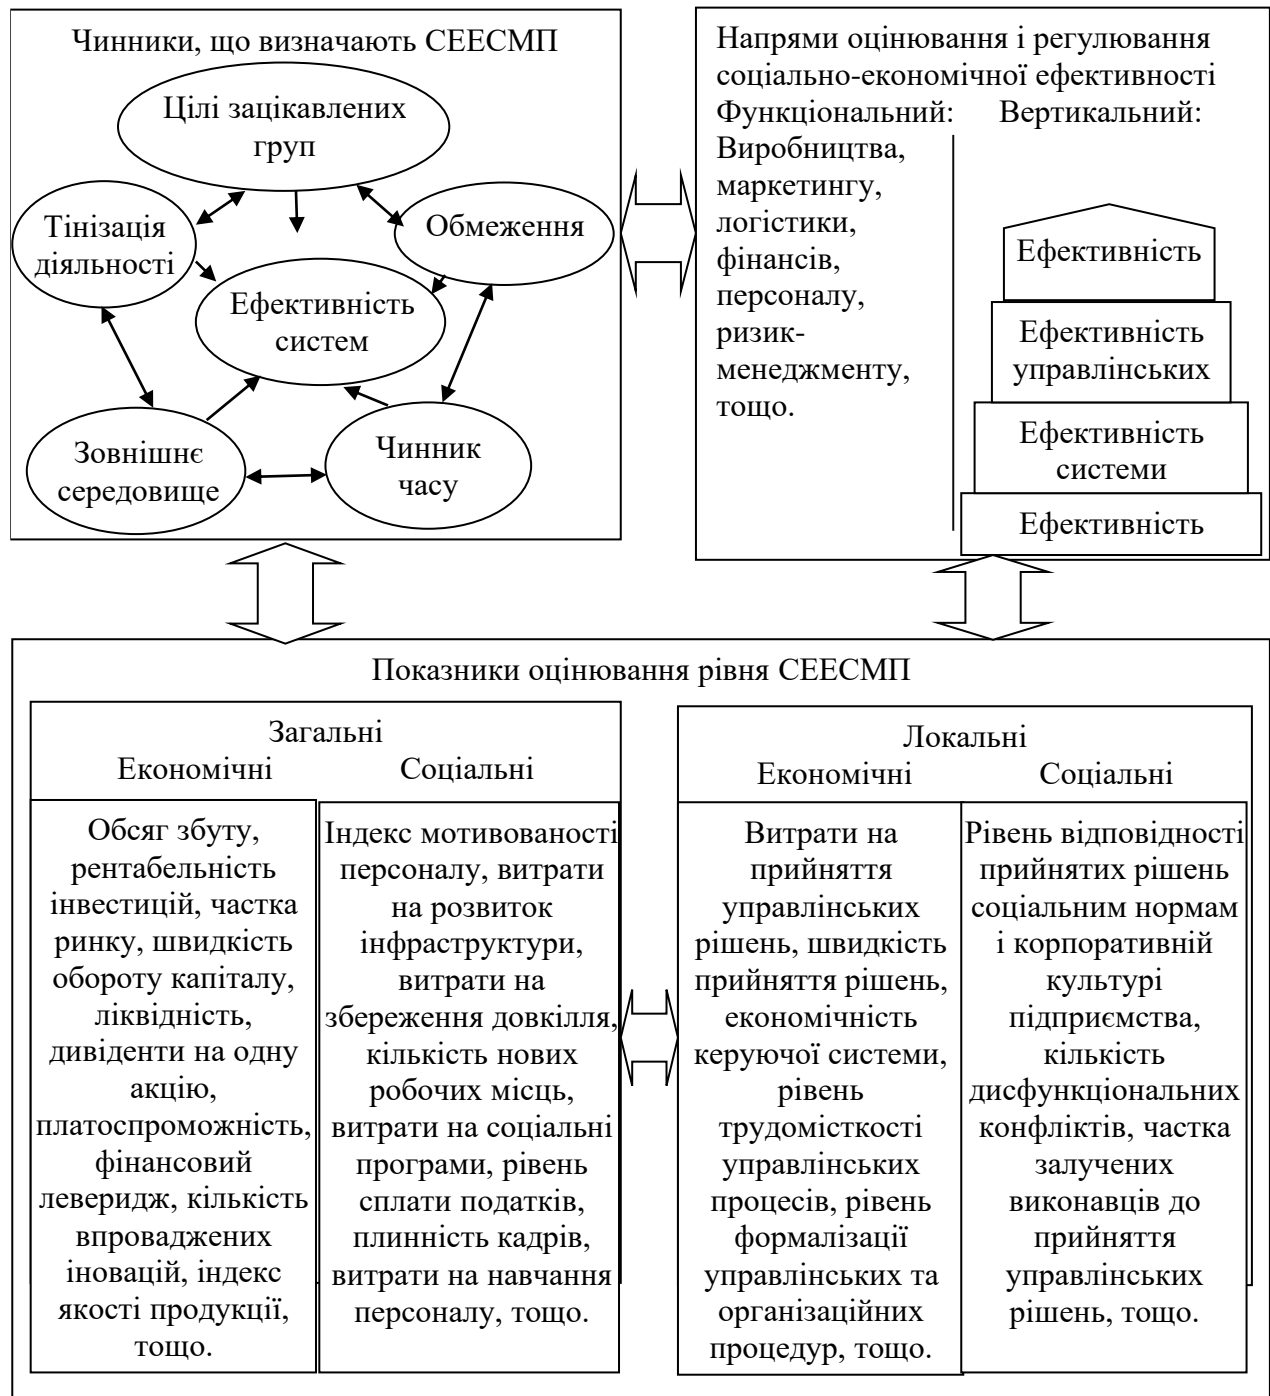 Чинники, що визначають СЕЕСМП
Цілі зацікавлених
груп
Тінізація
діяльності
Обмеження
Ефективність
систем
Зовнішнє
середовище
Чинник
часу
Напрями оцінювання і регулювання
соціально-економічної ефективності
Функціональний: Вертикальний:
Виробництва,
маркетингу,
логістики,
фінансів,
персоналу,
ризик-
менеджменту,
тощо.
Ефективність
Ефективність
управлінських
Ефективність
системи
Ефективність
Показники оцінювання рівня СЕЕСМП
Загальні
Економічні Соціальні
Обсяг збуту,
рентабельність
інвестицій, частка
ринку, швидкість
обороту капіталу,
ліквідність,
дивіденти на одну
акцію,
платоспроможність,
фінансовий
леверидж, кількість
впроваджених
іновацій, індекс
якості продукції,
тощо.
Індекс мотивованості
персоналу, витрати
на розвиток
інфраструктури,
витрати на
збереження довкілля,
кількість нових
робочих місць,
витрати на соціальні
програми, рівень
сплати податків,
плинність кадрів,
витрати на навчання
персоналу, тощо.
Локальні
Економічні Соціальні
Витрати на
прийняття
управлінських
рішень, швидкість
прийняття рішень,
економічність
керуючої системи,
рівень
трудомісткості
управлінських
процесів, рівень
формалізації
управлінських та
організаційних
процедур, тощо.
Рівень відповідності
прийнятих рішень
соціальним нормам
і корпоративній
культурі
підприємства,
кількість
дисфункціональних
конфліктів, частка
залучених
виконавців до
прийняття
управлінських
рішень, тощо.